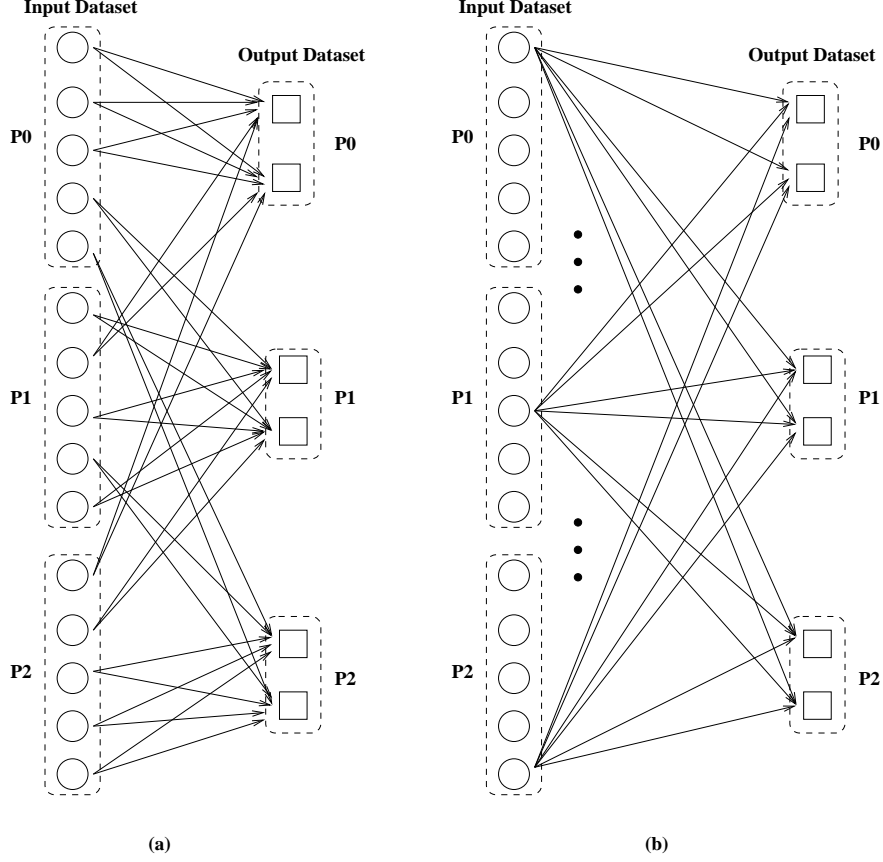 Input Dataset
Output Dataset
P0
P0
P1
P1
P2
P2
(a)
Input Dataset
Output Dataset
P0
P0
P1
P1
P2
P2
(b)